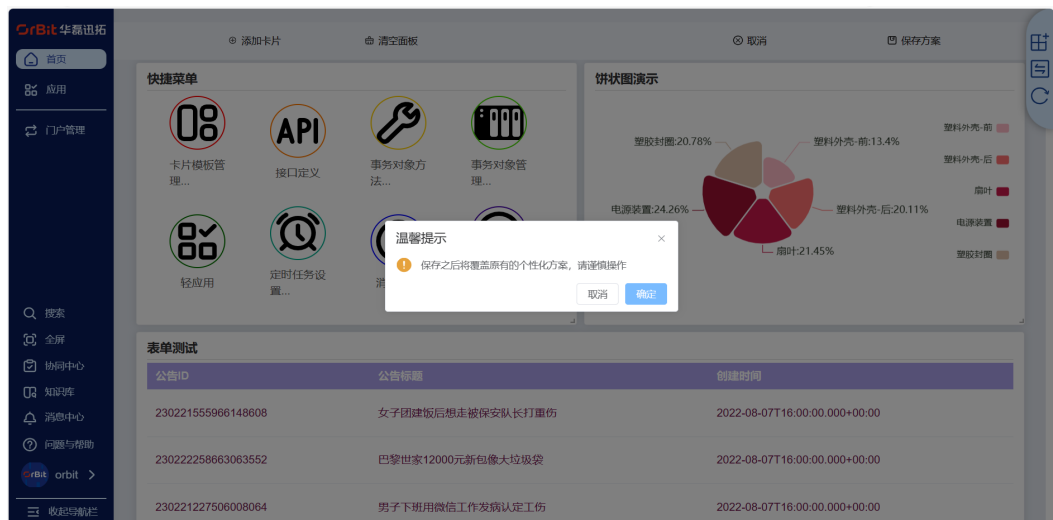 OrBit 华磊迅拓
首页
应用
门户管理
搜索
全屏
协同中心
知识库
消息中心
问题与帮助
OrBit orbit
收起导航栏
添加卡片 清空面板 取消 保存方案
快捷菜单
卡片模板管
理...
API
接口定义
事务对象方
法...
事务对象管
理...
轻应用
定时任务设
置...
消
饼状图演示
塑胶封圈:20.78%
塑料外壳-前:13.4%
电源装置:24.26%
塑料外壳-后:20.11%
扇叶:21.45%
塑料外壳-前
塑料外壳-后
扇叶
电源装置
塑胶封圈
温馨提示
保存之后将覆盖原有的个性化方案，请谨慎操作
取消 确定
表单测试
公告ID 公告标题 创建时间
230221555966148608 女子团建饭后想走被保安队长打重伤 2022-08-07T16:00:00.000+00:00
230222258663063552 巴黎世家12000元新包像大垃圾袋 2022-08-07T16:00:00.000+00:00
230221227506008064 男子下班用微信工作发病认定工伤 2022-08-07T16:00:00.000+00:00